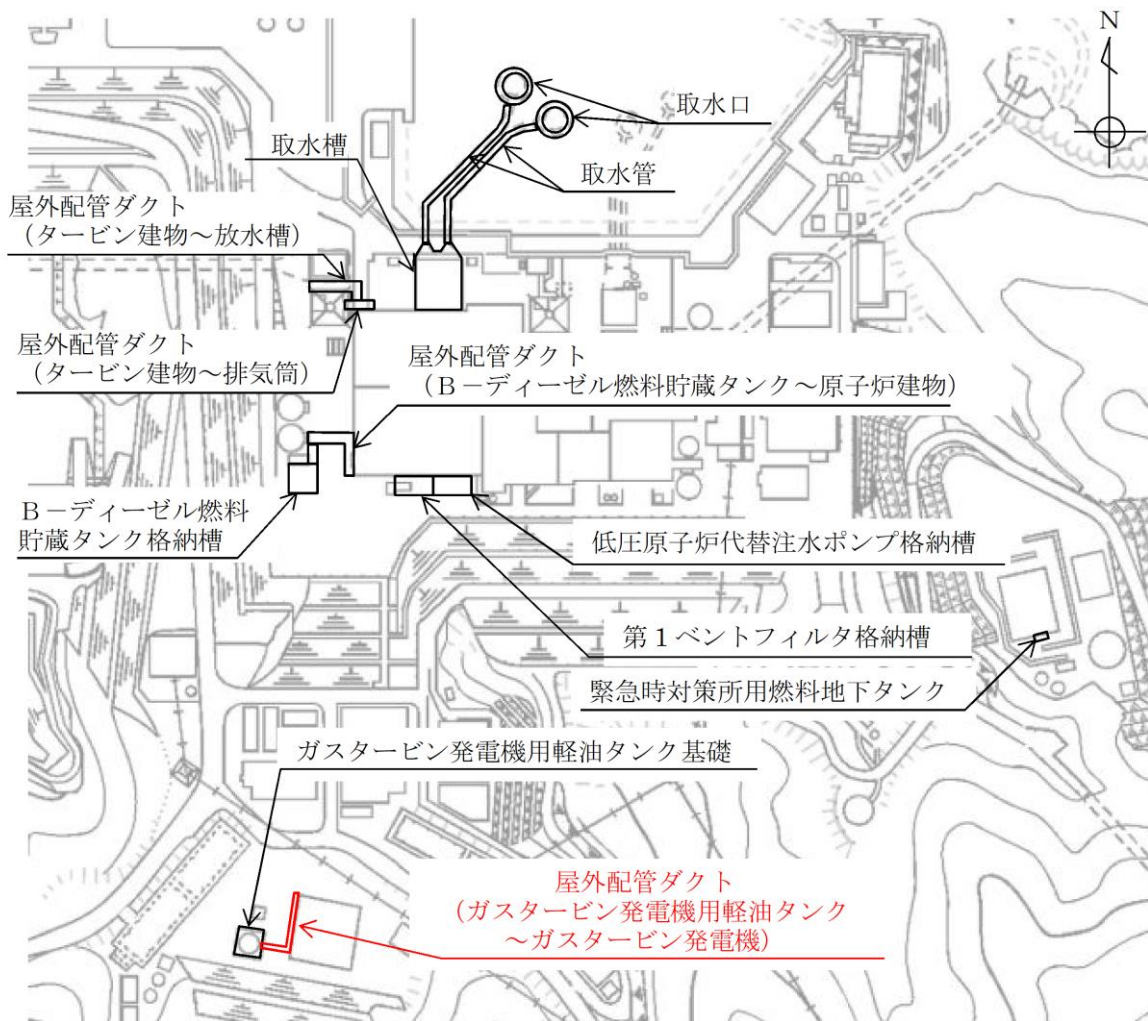 N
取水口
取水槽
取水管
屋外配管ダクト
(タービン建物～放水槽)
屋外配管ダクト
(タービン建物～排気筒)
屋外配管ダクト
(B－ディーゼル燃料貯蔵タンク～原子炉建物)
B－ディーゼル燃料
貯蔵タンク格納槽
低圧原子炉代替注水ポンプ格納槽
第1ベントフィルタ格納槽
緊急時対策所用燃料地下タンク
ガスタービン発電機用軽油タンク基礎
屋外配管ダクト
(ガスタービン発電機用軽油タンク
～ガスタービン発電機)